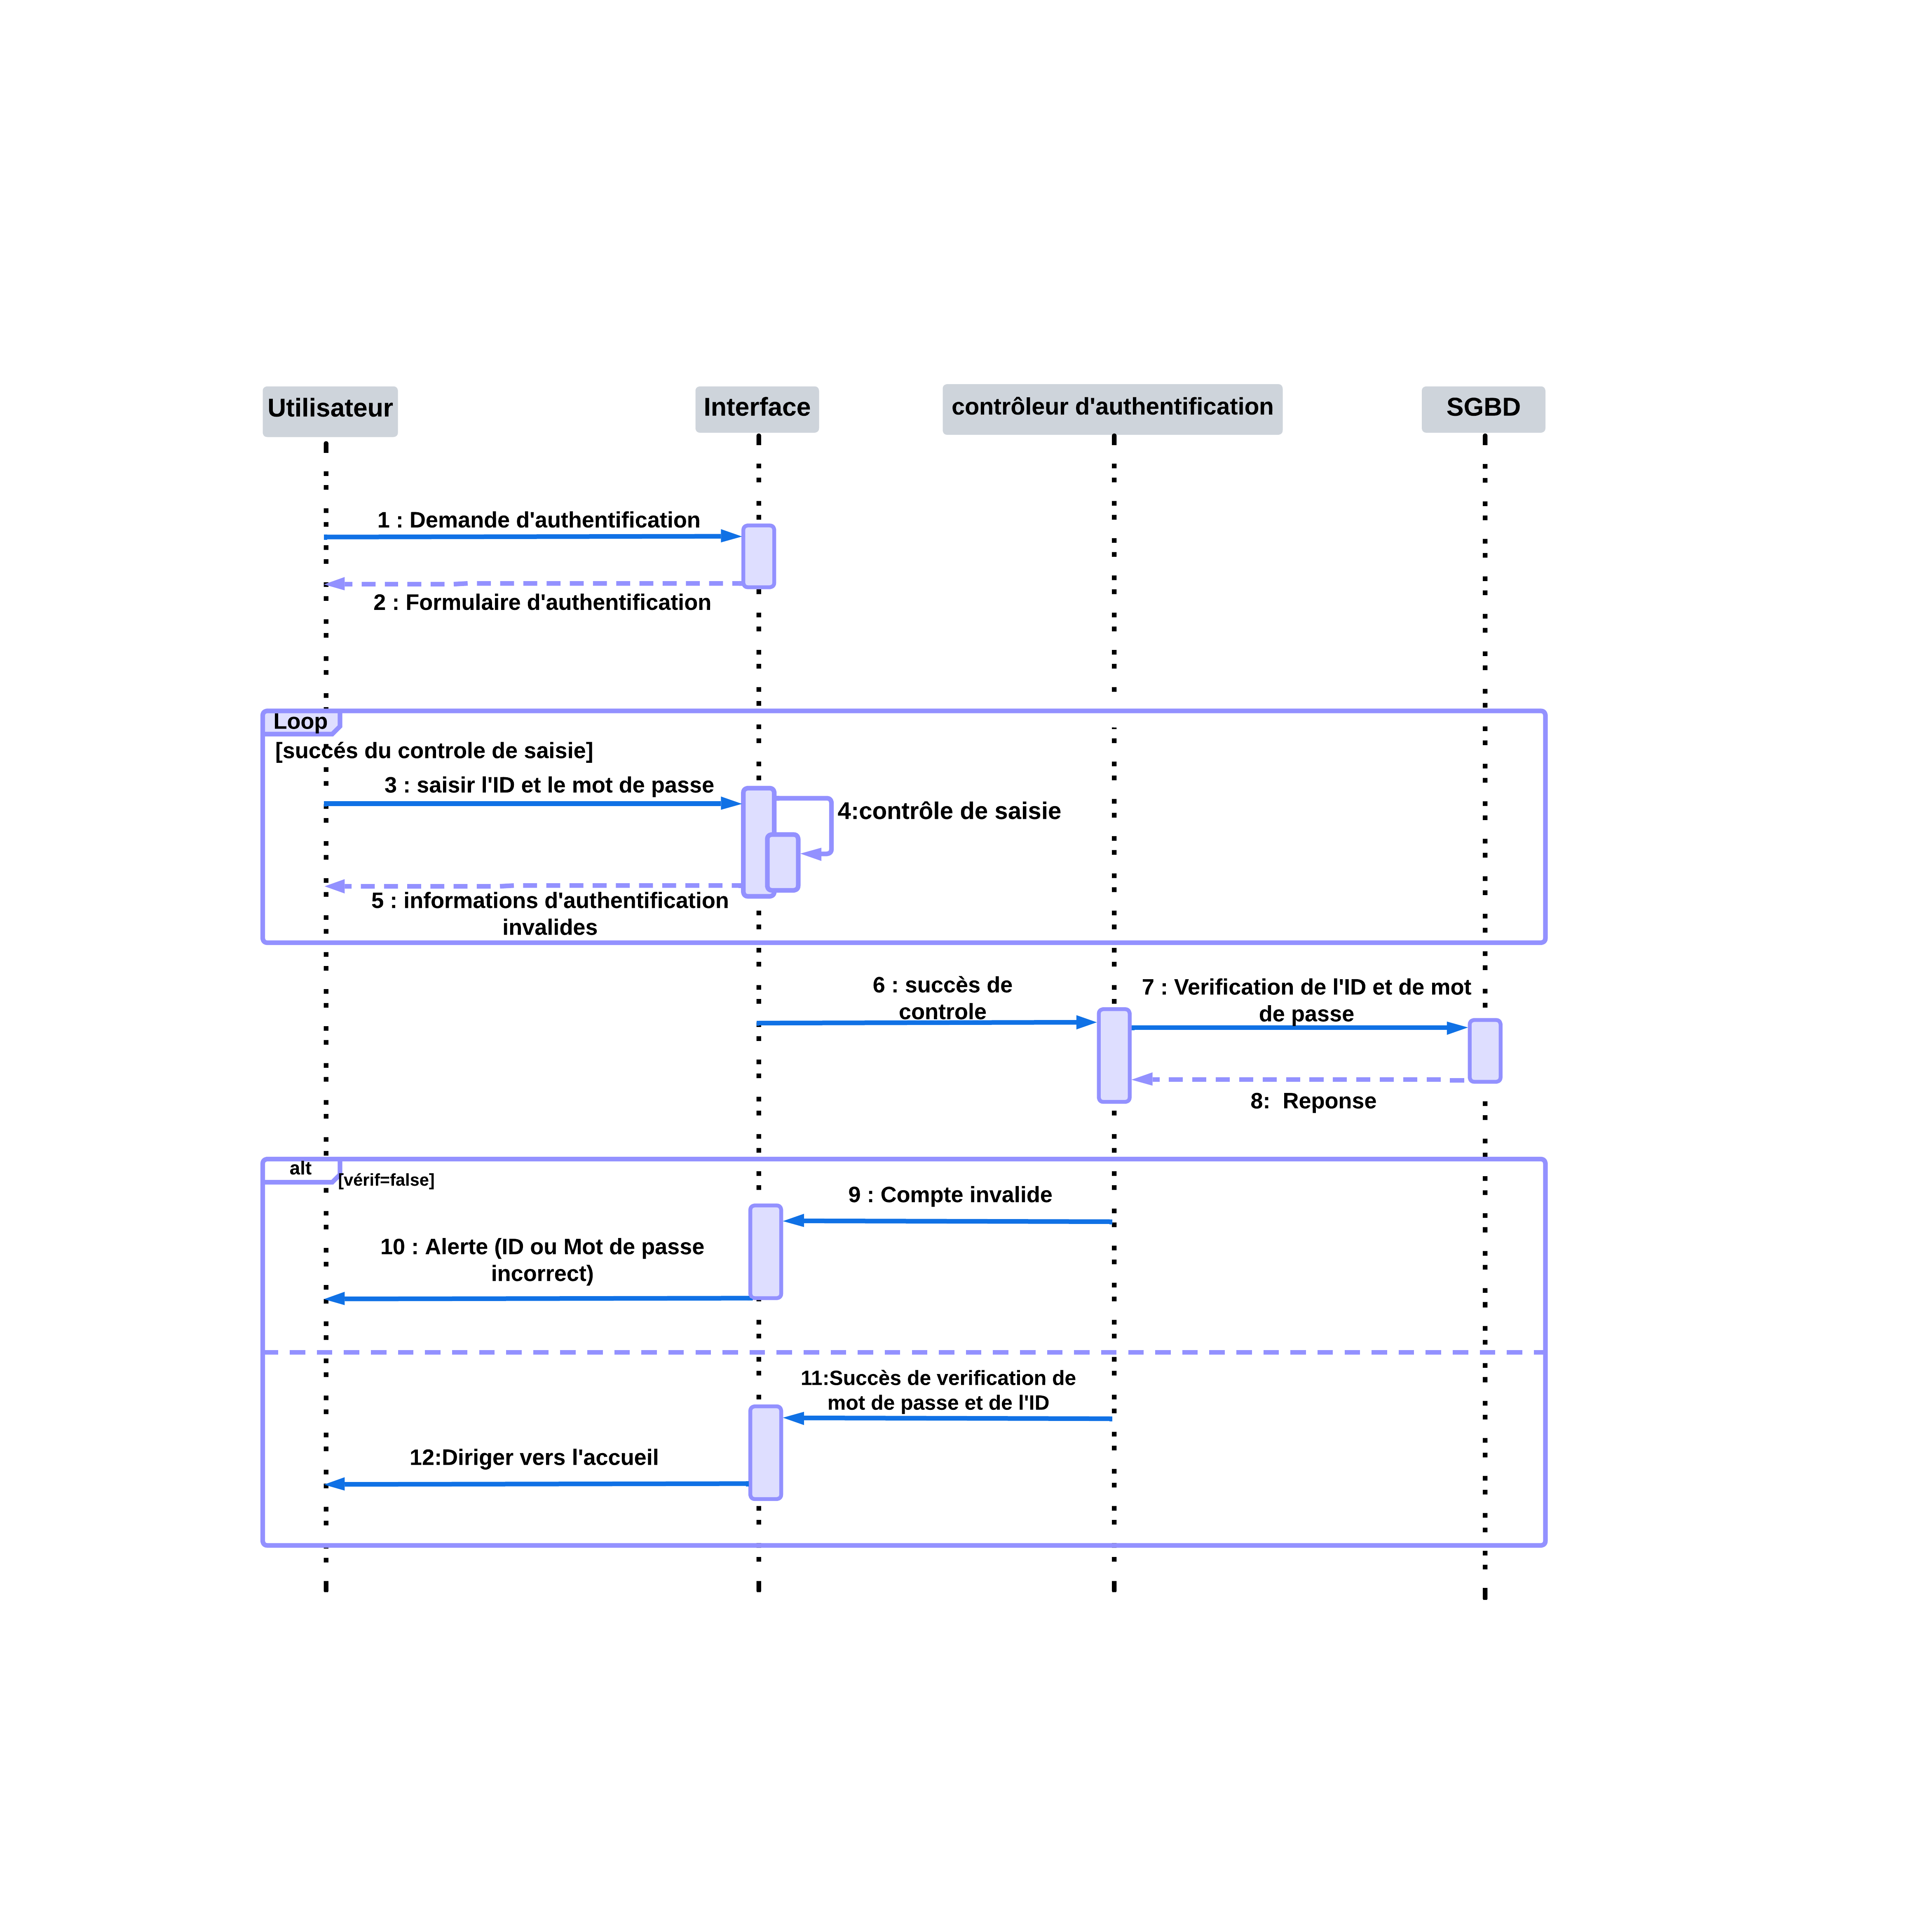 Utilisateur
Interface
contrôleur d'authentification
SGBD
1 : Demande d'authentification
2 : Formulaire d'authentification
Loop
[succés du controle de saisie]
3 : saisir l'ID et le mot de passe
4:contrôle de saisie
5 : informations d'authentification
invalides
6 : succès de
controle
7 : Verification de l'ID et de mot
de passe
8:  Reponse
alt
[vérif=false]
9 : Compte invalide
10 : Alerte (ID ou Mot de passe
incorrect)
11:Succès de verification de
mot de passe et de l'ID
12:Diriger vers l'accueil